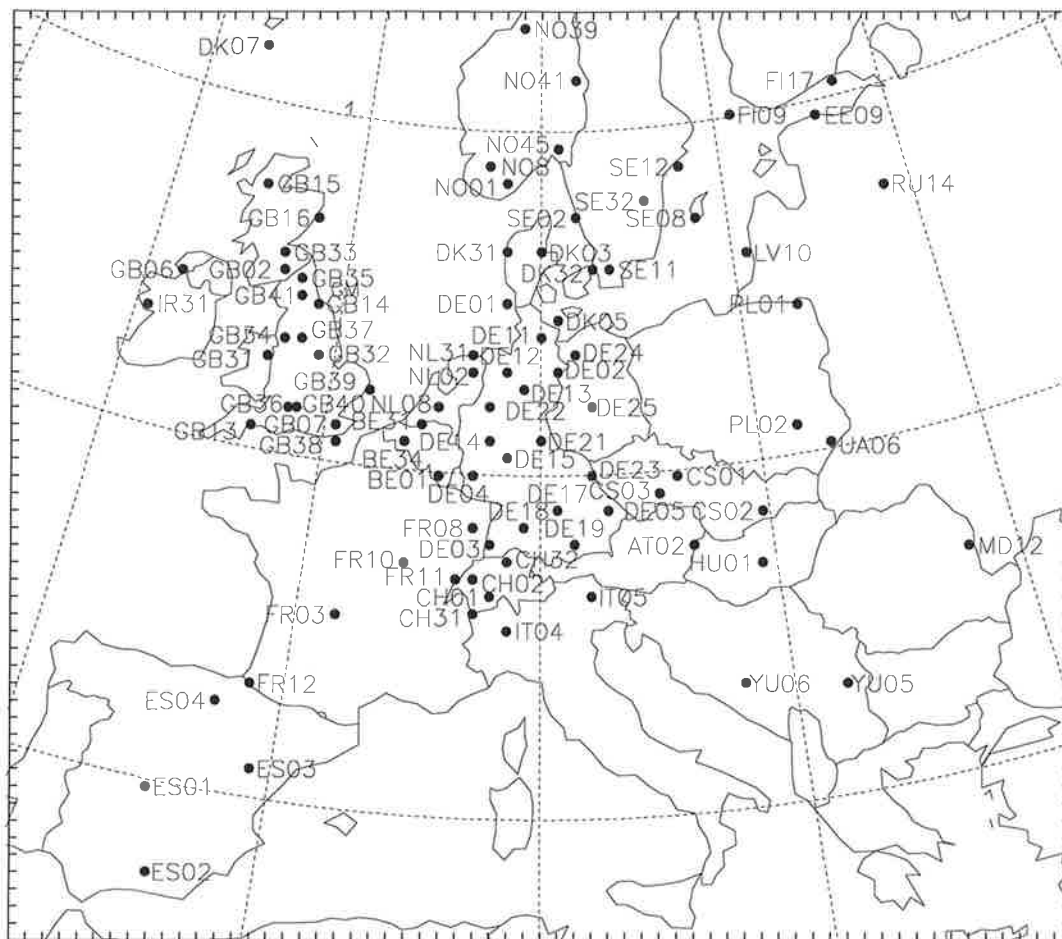 NO39
DK07
NO41
FI17
FI09
EE09
NO45
NO8
SE12
GB15
NO01
SE32
RU14
GB16
SE02
SE08
GB33
DK31
DK03
LV10
GB06
GB02
GB35
DK32
SE11
GB41
IR31
GB14
DE01
PL01
DK05
GB34
GB37
DE11
GB31
GB32
NL31
DE12
DE24
NL02
DE02
GB39
DE13
GB36
GB40
NL08
DE22
DE25
GB13
GB07
BE31
PL02
GB38
DE14
DE21
UA06
BE34
DE15
BE01
DE04
DE23
CS01
DE17
CS03
DE18
DE05
CS02
FR08
DE19
DE03
AT02
MD12
FR10
CH32
HU01
FR11
CH02
CH01
IT05
FR03
CH31
IT04
FR12
YU06
YU05
ES04
ES03
ES01
ES02